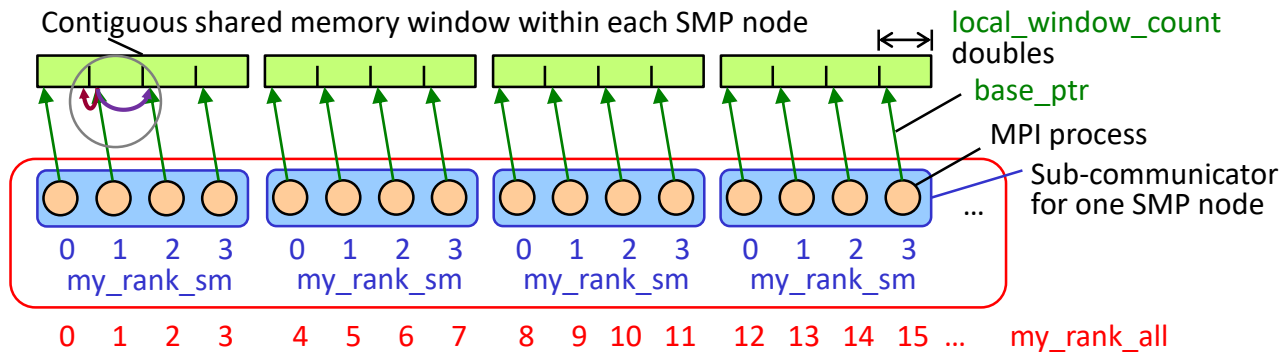 Contiguous shared memory window within each SMP node
local_window_count
doubles
base_ptr
MPI process
Sub-communicator
for one SMP node
...
0 1 2 3 0 1 2 3 0 1 2 3 0 1 2 3
my_rank_sm my_rank_sm my_rank_sm my_rank_sm
0 1 2 3 4 5 6 7 8 9 10 11 12 13 14 15 ... my_rank_all